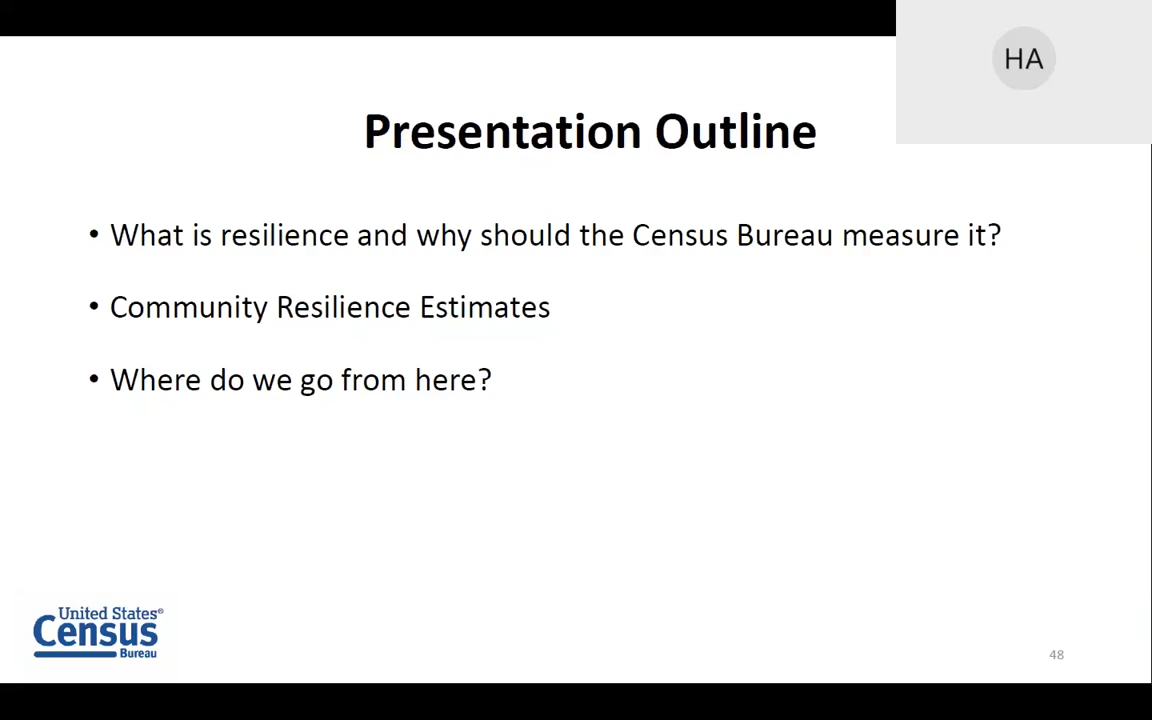 HA
Presentation Outline
• What is resilience and why should the Census Bureau measure it?
• Community Resilience Estimates
• Where do we go from here?
United States®
Census
Bureau
48